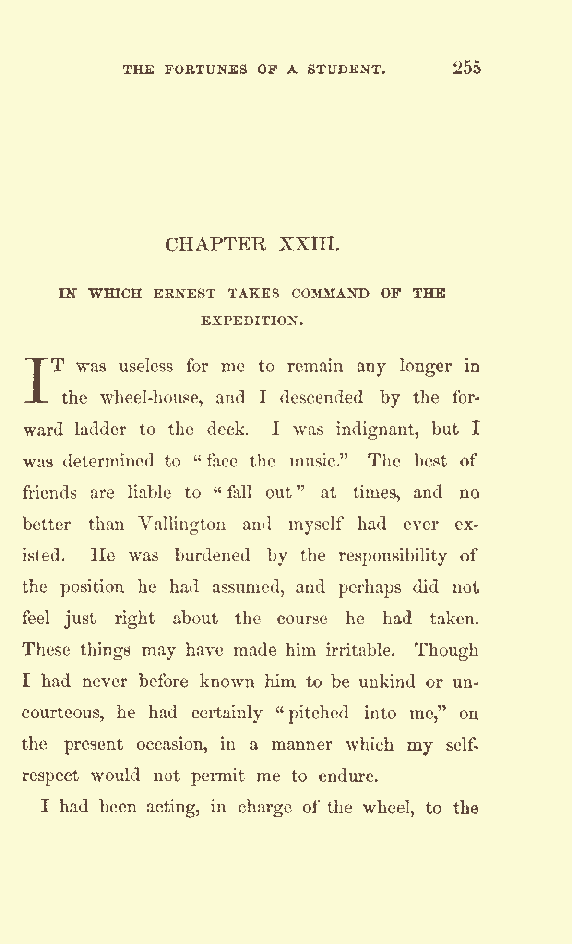 THE FORTUNES OF A STUDENT. 255
CHAPTER XXIII.
IN WHICH ERNEST TAKES COMMAND OF THE
EXPEDITION.
IT was useless for me to remain any longer in
the wheel-house, and I descended by the for-
ward ladder to the deck. I was indignant, but I
was determined to “face the music.” The best of
friends are liable to “fall out” at times, and no
better than Vallington and myself had ever ex-
isted. He was burdened by the responsibility of
the position he had assumed, and perhaps did not
feel just right about the course he had taken.
These things may have made him irritable. Though
I had never before known him to be unkind or un-
courteous, he had certainly “pitched into me,” on
the present occasion, in a manner which my self-
respect would not permit me to endure.
I had been acting, in charge of the wheel, to the